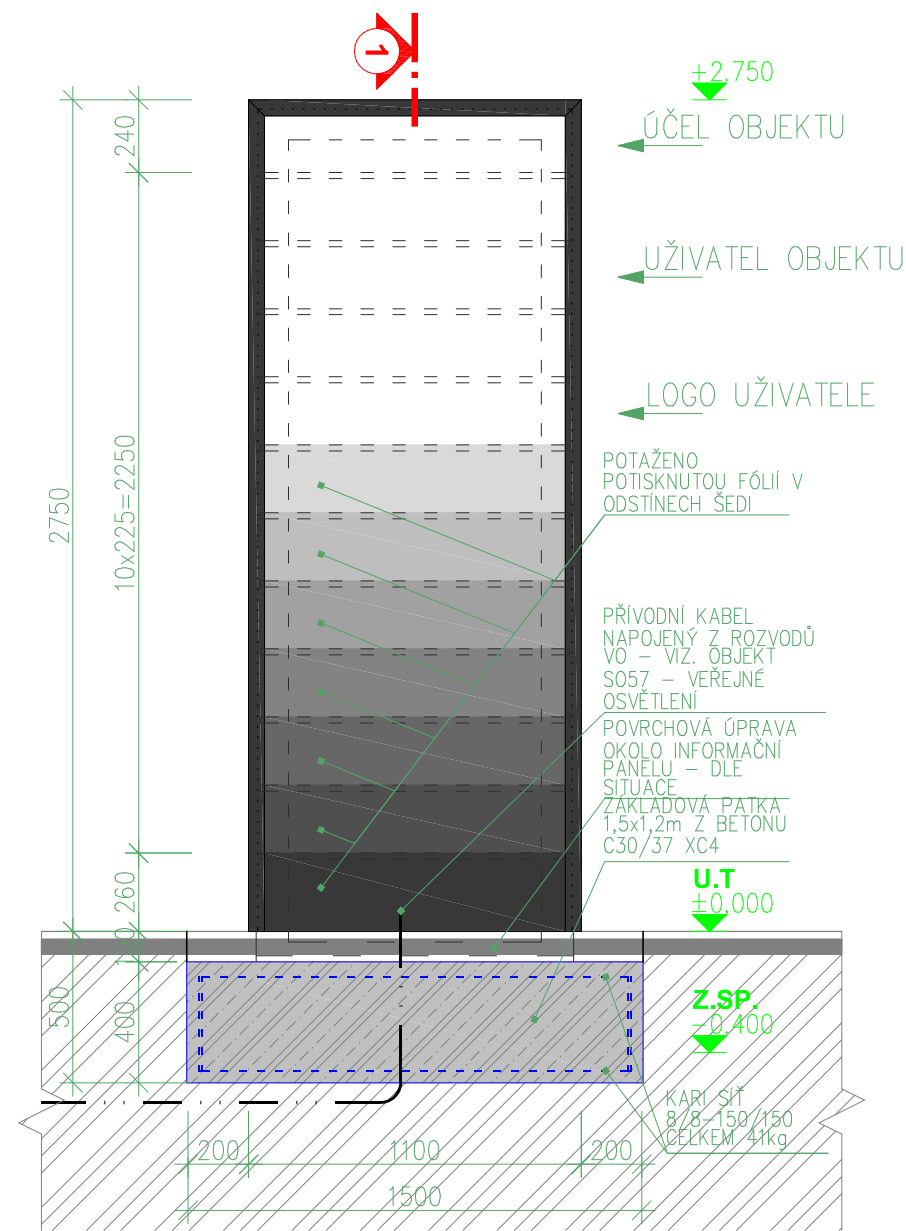 1
+2,750
ÚČEL OBJEKTU
240
UŽIVATEL OBJEKTU
LOGO UŽIVATELE
2750
10x225=2250
POTAŽENO
POTISKNUTOU FÓLIÍ V
ODSTÍNECH ŠEDI
PŘÍVODNÍ KABEL
NAPOJENÝ Z ROZVODŮ
VO – VIZ. OBJEKT
SO57 – VEŘEJNÉ
OSVĚTLENÍ
POVRCHOVÁ ÚPRAVA
OKOLO INFORMAČNÍ
PANELU – DLE
SITUACE
ZÁKLADOVÁ PATKA
1,5x1,2m Z BETONU
C30/37 XC4
260
U.T
±0,000
100
500
400
Z.SP.
-0,400
KARI SÍŤ
8/8-150/150
CELKEM 41kg
200
1100
200
1500